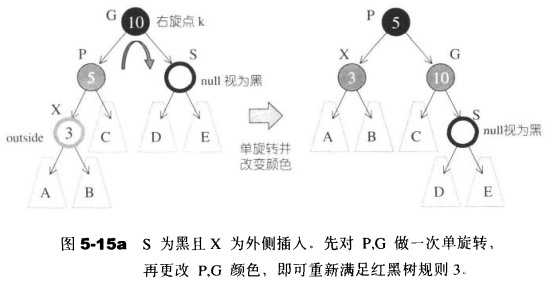 G 10 右旋点 k
P 5
S
null 视为黑
X
outside 3
C D E
A B
单旋转并
改变颜色
P 5
X G
3 10
A B C S
null视为黑
D E
图 5-15a S 为黑且 X 为外侧插入。先对 P,G 做一次单旋转,
再更改 P,G 颜色，即可重新满足红黑树规则 3。